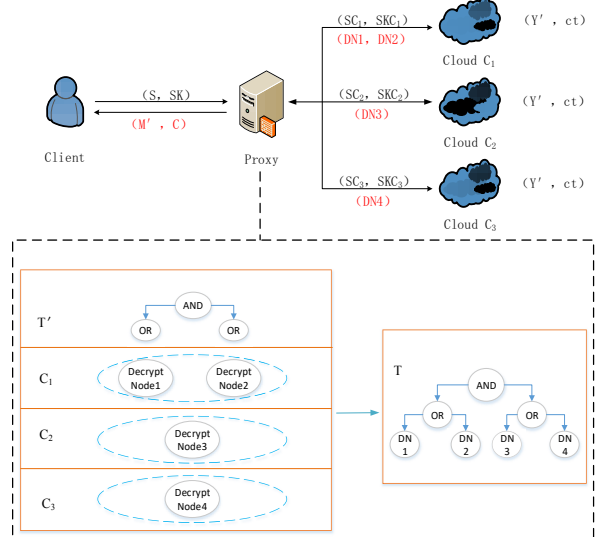 (SC₁, SKC₁)
(DN1, DN2)
(Y′, ct)
Cloud C₁
(S, SK)
(M′, C)
Client
Proxy
(SC₂, SKC₂)
(DN3)
(Y′, ct)
Cloud C₂
(SC₃, SKC₃)
(DN4)
(Y′, ct)
Cloud C₃
T′
AND
OR
OR
C₁
Decrypt
Node1
Decrypt
Node2
C₂
Decrypt
Node3
C₃
Decrypt
Node4
T
AND
OR
OR
DN
1
DN
2
DN
3
DN
4